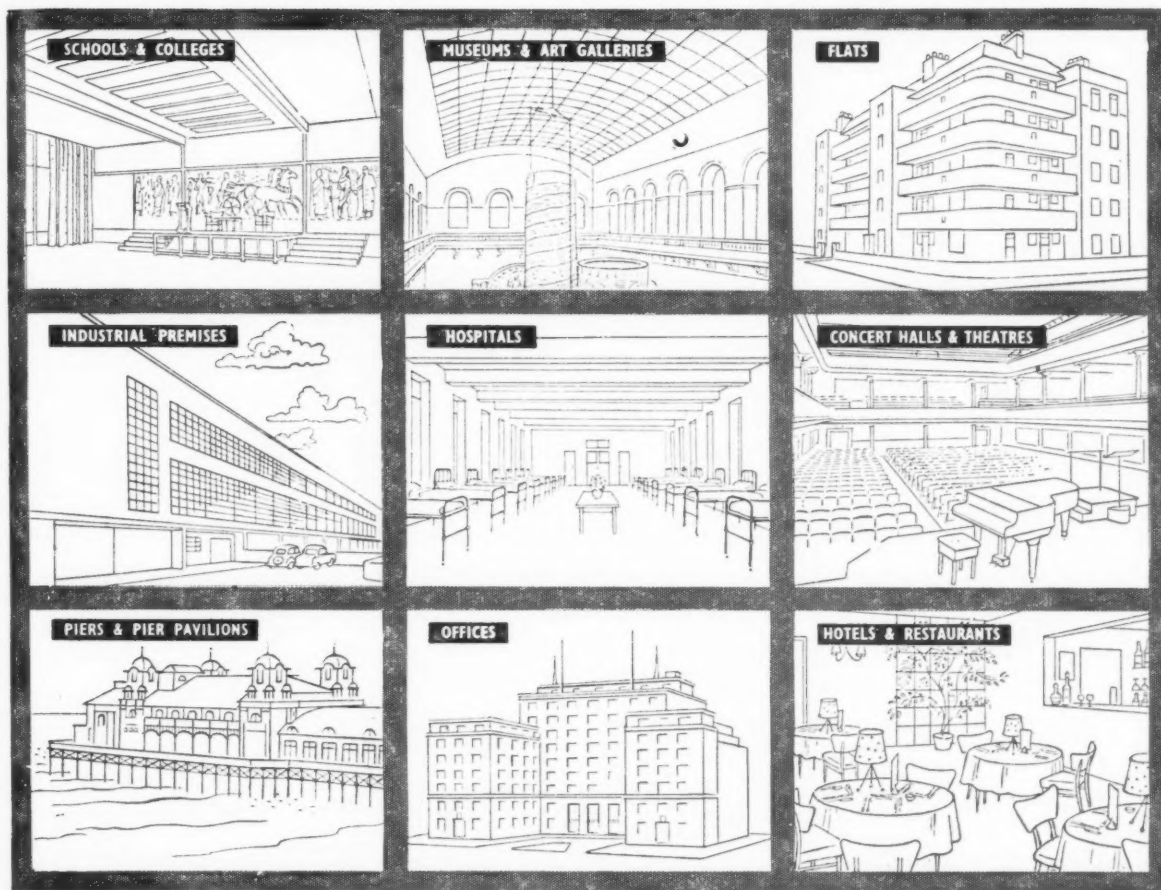 SCHOOLS & COLLEGES
MUSEUMS & ART GALLERIES
FLATS
INDUSTRIAL PREMISES
HOSPITALS
CONCERT HALLS & THEATRES
PIERS & PIER PAVILIONS
OFFICES
HOTELS & RESTAURANTS